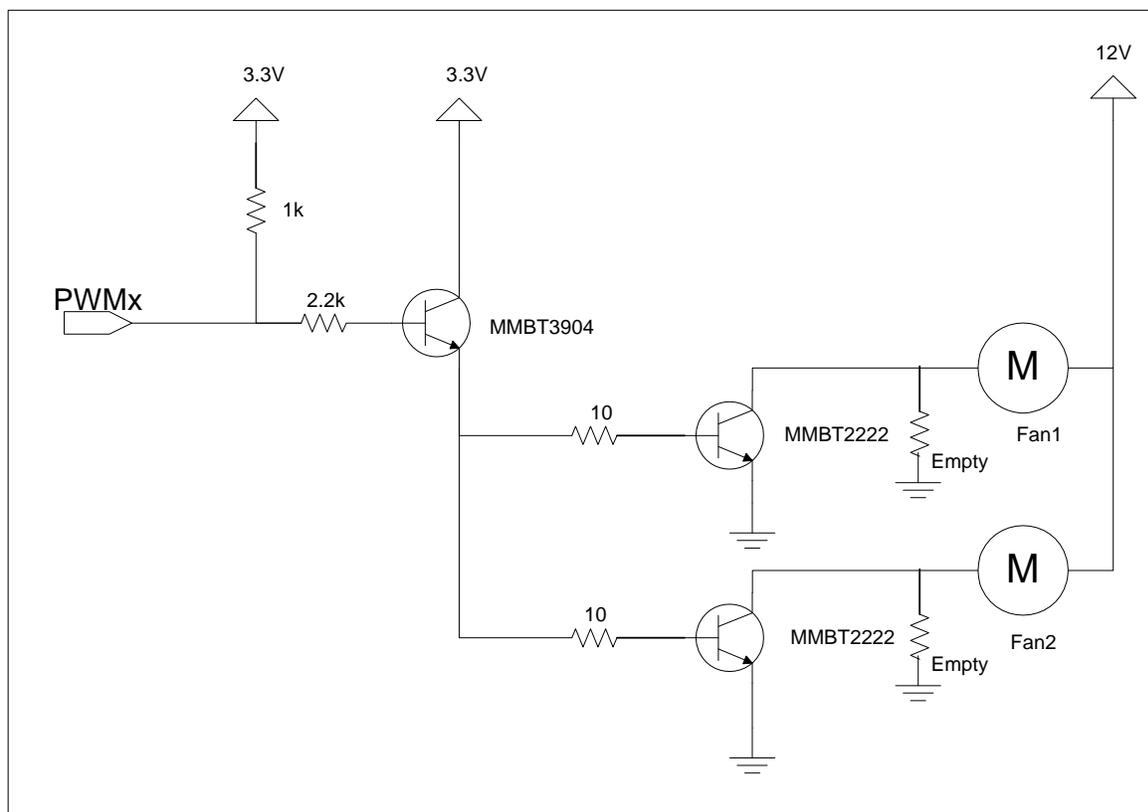 3.3V
3.3V
12V
1k
PWMx
2.2k
MMBT3904
M
10
MMBT2222
Fan1
Empty
M
10
MMBT2222
Fan2
Empty